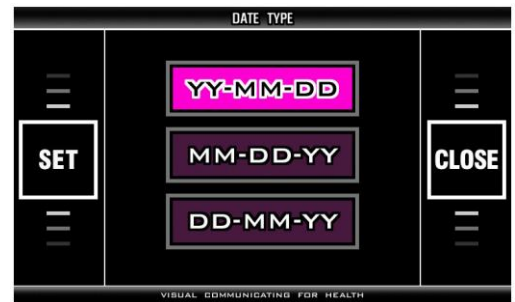 DATE TYPE
YY-MM-DD
SET
MM-DD-YY
CLOSE
DD-MM-YY
VISUAL COMMUNICATING FOR HEALTH